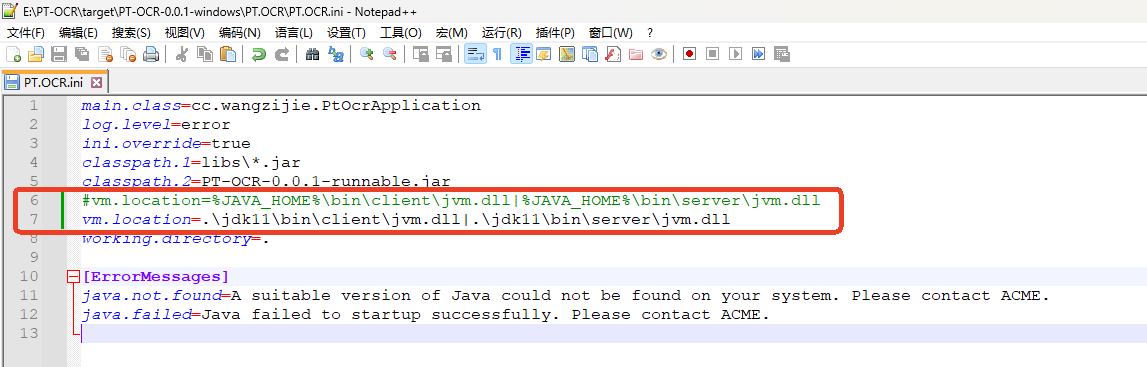 E:\PT-OCR\target\PT-OCR-0.0.1-windows\PT.OCR\PT.OCR.ini - Notepad++
文件(F) 编辑(E) 搜索(S) 视图(V) 编码(N) 语言(L) 设置(T) 工具(O) 宏(M) 运行(R) 插件(P) 窗口(W) ?
PT.OCR.ini
1 main.class=cc.wangzijie.PtOcrApplication
2 log.level=error
3 ini.override=true
4 classpath.1=libs\*.jar
5 classpath.2=PT-OCR-0.0.1-runnable.jar
6 #vm.location=%JAVA_HOME%\bin\client\jvm.dll|%JAVA_HOME%\bin\server\jvm.dll
7 vm.location=.\jdk11\bin\client\jvm.dll|.\jdk11\bin\server\jvm.dll
8 working.directory=.
9
10 [ErrorMessages]
11 java.not.found=A suitable version of Java could not be found on your system. Please contact ACME.
12 java.failed=Java failed to startup successfully. Please contact ACME.
13